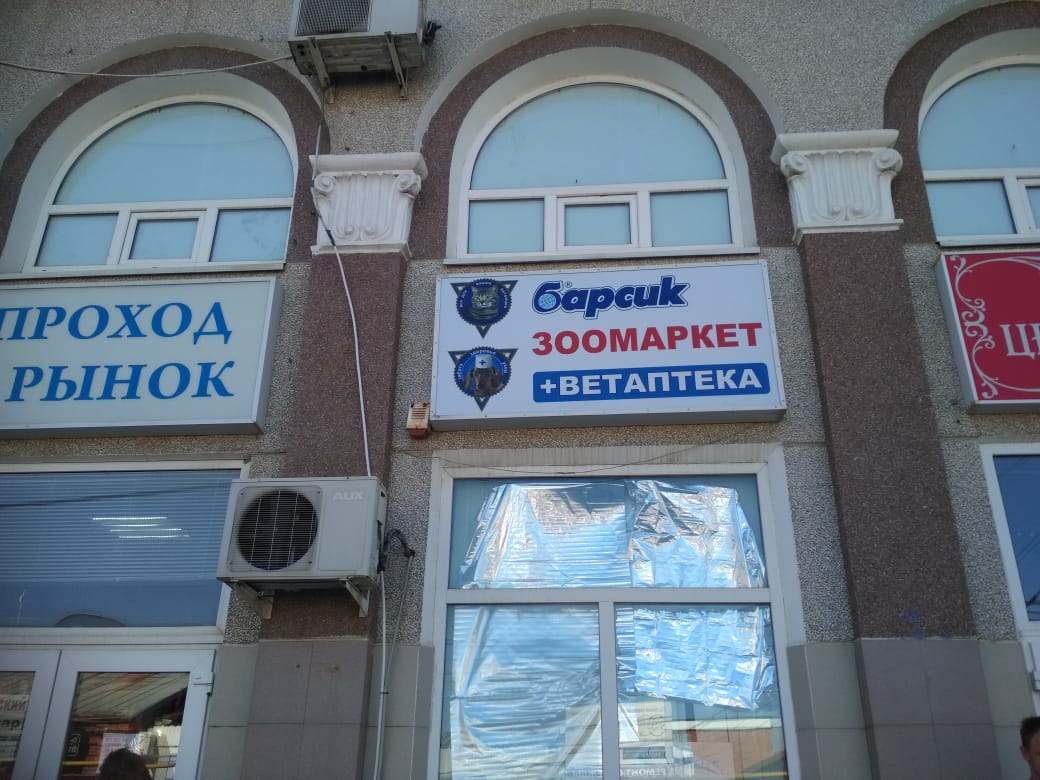 ПРОХОД
РЫНОК
барсик
®
ЗООМАРКЕТ
+ВЕТАПТЕКА
AUX